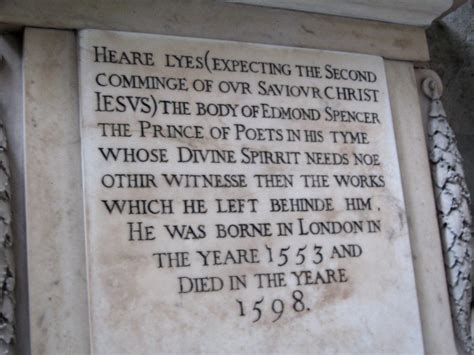 HEARE LYES (EXPECTING THE SECOND
COMMINGE OF OVR SAVIOVR CHRIST
IESVS) THE BODY OF EDMOND SPENCER
THE PRINCE OF POETS IN HIS TYME
WHOSE DIVINE SPIRRIT NEEDS NOE
OTHIR WITNESSE THEN THE WORKS
WHICH HE LEFT BEHINDE HIM.
HE WAS BORNE IN LONDON IN
THE YEARE 1553 AND
DIED IN THE YEARE
1598.